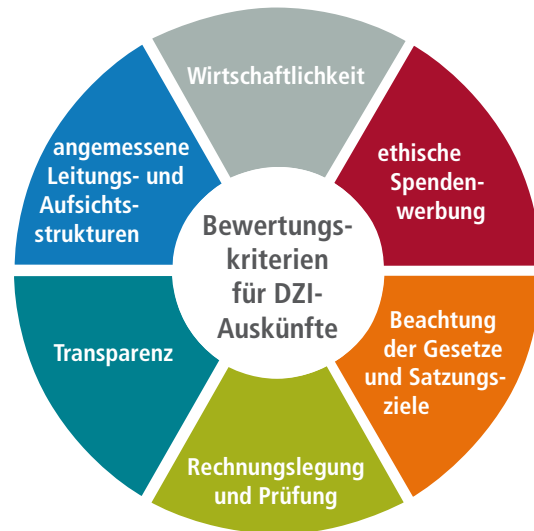 Wirtschaftlichkeit
ethische
Spenden-
werbung
Beachtung
der Gesetze
und Satzungs-
ziele
Rechnungslegung
und Prüfung
Transparenz
angemessene
Leitungs- und
Aufsichts-
strukturen
Bewertungs-
kriterien
für DZI-
Auskünfte